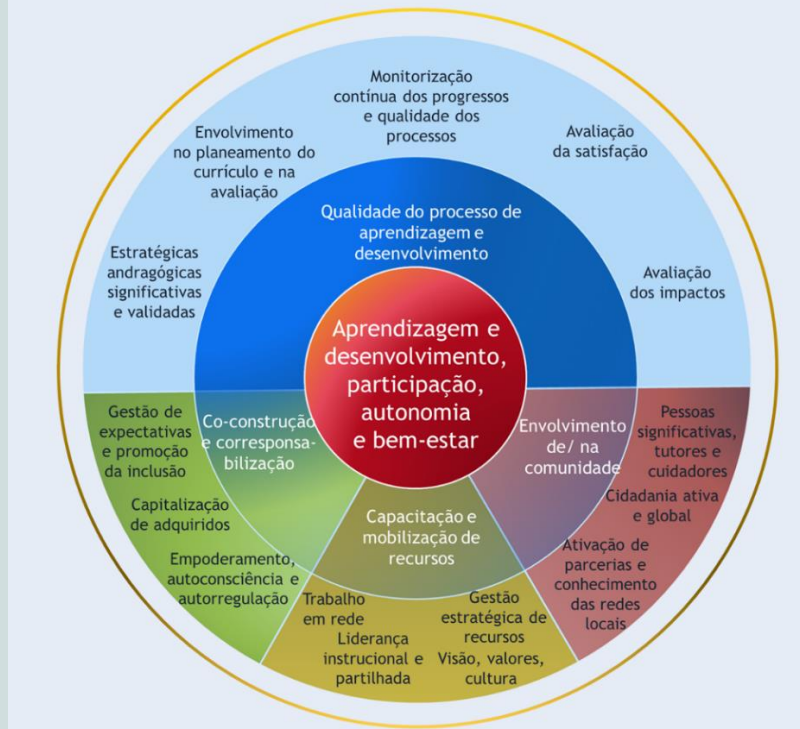 Monitorização
contínua dos progressos
e qualidade dos
processos
Envolvimento
no planeamento do
currículo e na
avaliação
Avaliação
da satisfação
Estratégicas
andragógicas
significativas
e validadas
Avaliação
dos impactos
Qualidade do processo de
aprendizagem e
desenvolvimento
Aprendizagem e
desenvolvimento,
participação,
autonomia
e bem-estar
Co-construção
e corresponsa-
bilização
Envolvimento
de/ na
comunidade
Capacitação e
mobilização de
recursos
Gestão de
expectativas
e promoção
da inclusão
Capitalização
de adquiridos
Empoderamento,
autoconsciência e
autorregulação
Trabalho
em rede
Liderança
instrucional e
partilhada
Gestão
estratégica de
recursos
Visão, valores,
cultura
Pessoas
significativas,
tutores e
cuidadores
Cidadania ativa
e global
Ativação de
parcerias e
conhecimento
das redes
locais